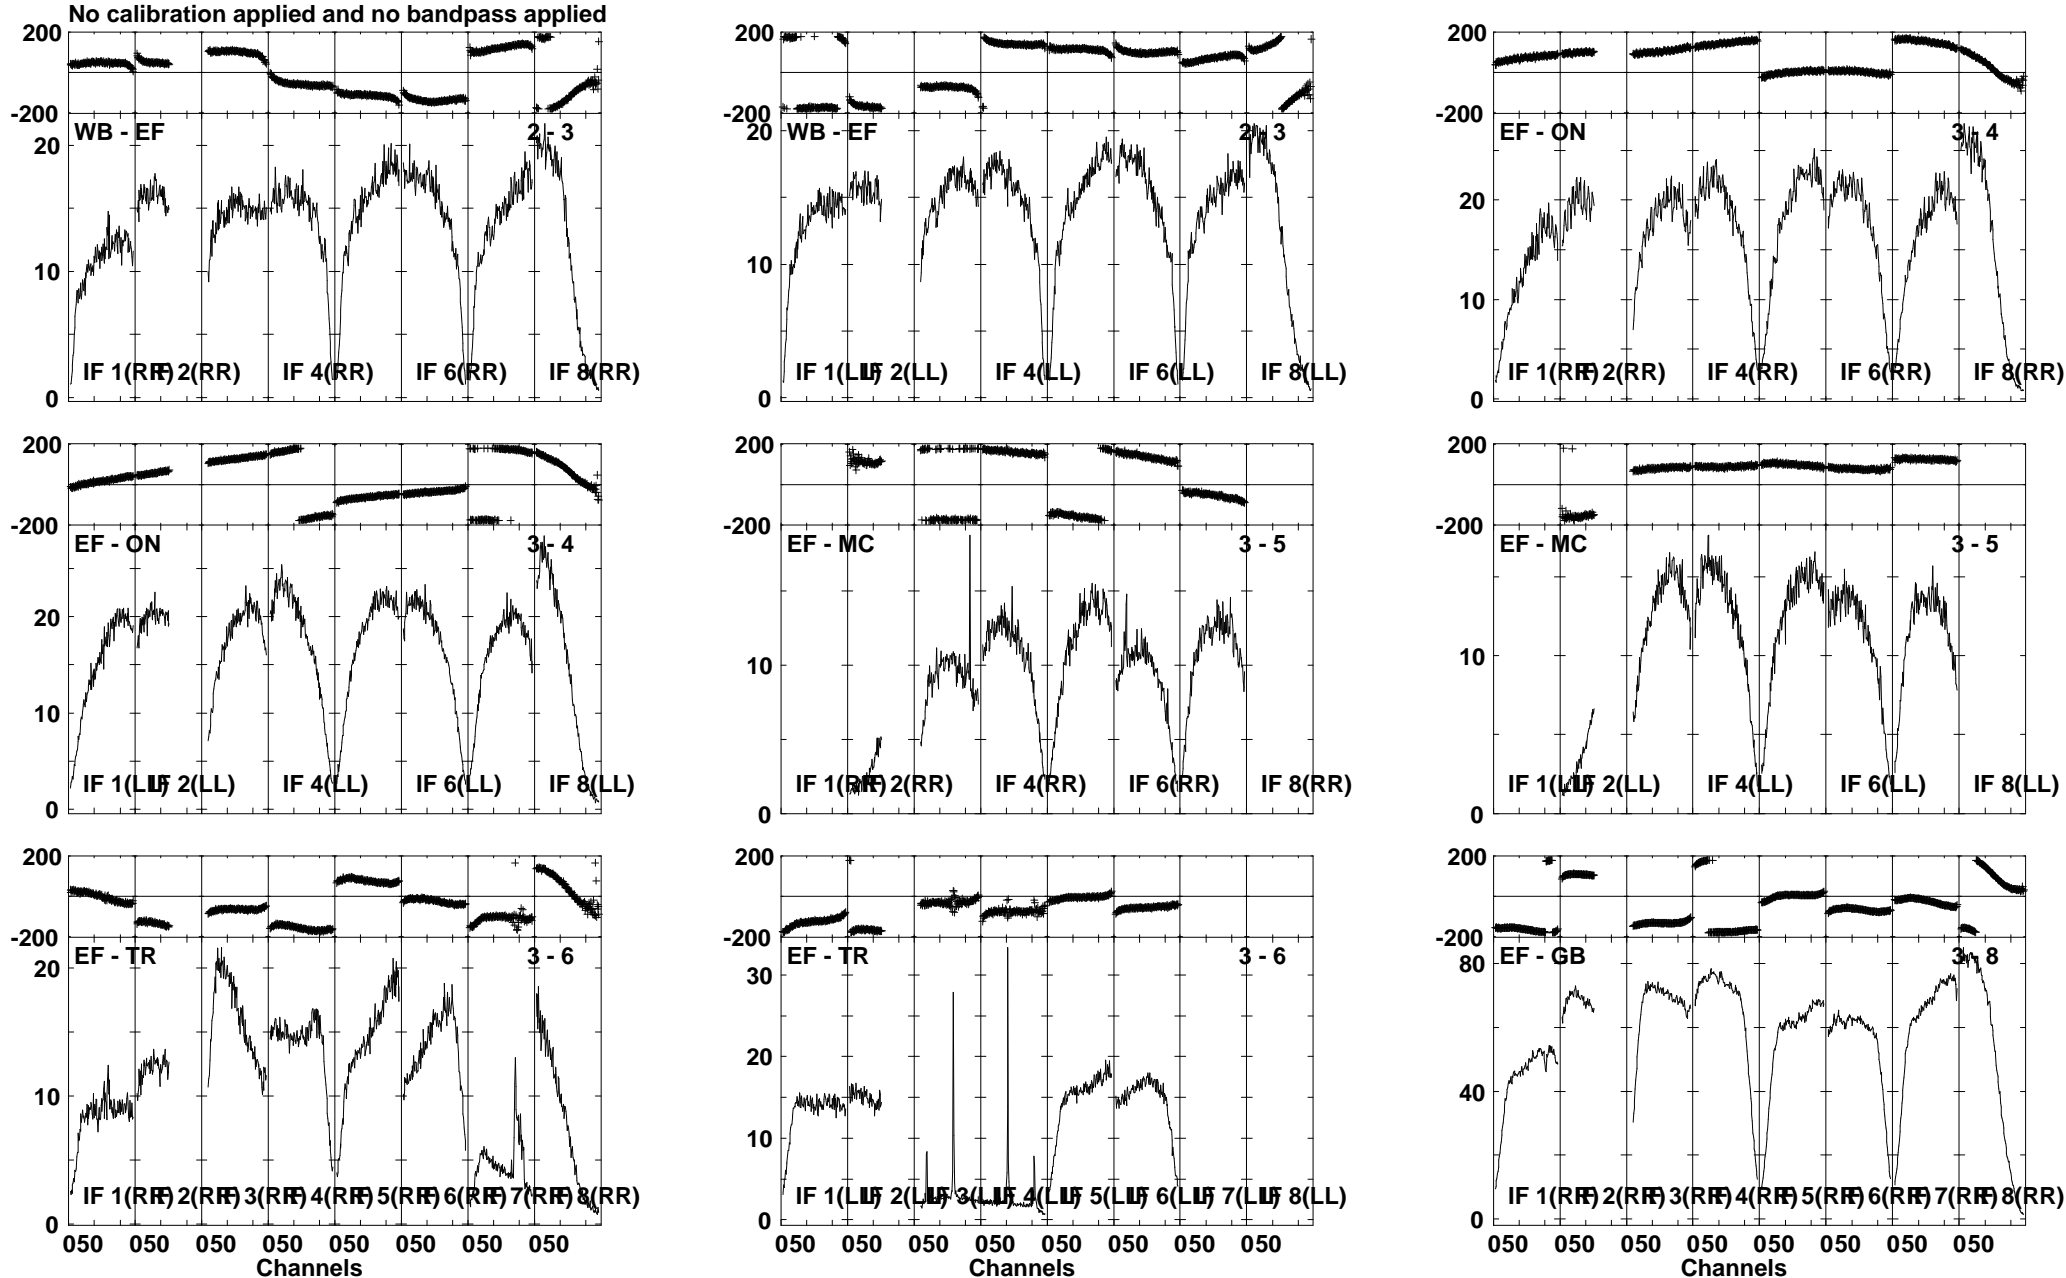 No calibration applied and no bandpass applied
200
-200
WB - EF
2 - 3
20
10
0
IF 1(RR)
IF 2(RR)
IF 4(RR)
IF 6(RR)
IF 8(RR)
WB - EF
2 - 3
20
10
0
IF 1(LL)
IF 2(LL)
IF 4(LL)
IF 6(LL)
IF 8(LL)
200
-200
EF - ON
3 - 4
20
10
0
IF 1(RR)
IF 2(RR)
IF 4(RR)
IF 6(RR)
IF 8(RR)
200
-200
EF - ON
3 - 4
20
10
0
IF 1(LL)
IF 2(LL)
IF 4(LL)
IF 6(LL)
IF 8(LL)
200
-200
EF - MC
3 - 5
10
0
IF 1(RR)
IF 2(RR)
IF 4(RR)
IF 6(RR)
IF 8(RR)
200
-200
EF - MC
3 - 5
10
0
IF 1(LL)
IF 2(LL)
IF 4(LL)
IF 6(LL)
IF 8(LL)
200
-200
EF - TR
3 - 6
20
10
0
IF 1(RR)
IF 2(RR)
IF 3(RR)
IF 4(RR)
IF 5(RR)
IF 6(RR)
IF 7(RR)
IF 8(RR)
050 050 050 050 050
Channels
200
-200
EF - TR
3 - 6
30
20
10
0
IF 1(LL)
IF 2(LL)
IF 3(LL)
IF 4(LL)
IF 5(LL)
IF 6(LL)
IF 7(LL)
IF 8(LL)
050 050 050 050 050
Channels
200
-200
EF - GB
3 - 8
80
40
0
IF 1(RR)
IF 2(RR)
IF 3(RR)
IF 4(RR)
IF 5(RR)
IF 6(RR)
IF 7(RR)
IF 8(RR)
050 050 050 050 050
Channels